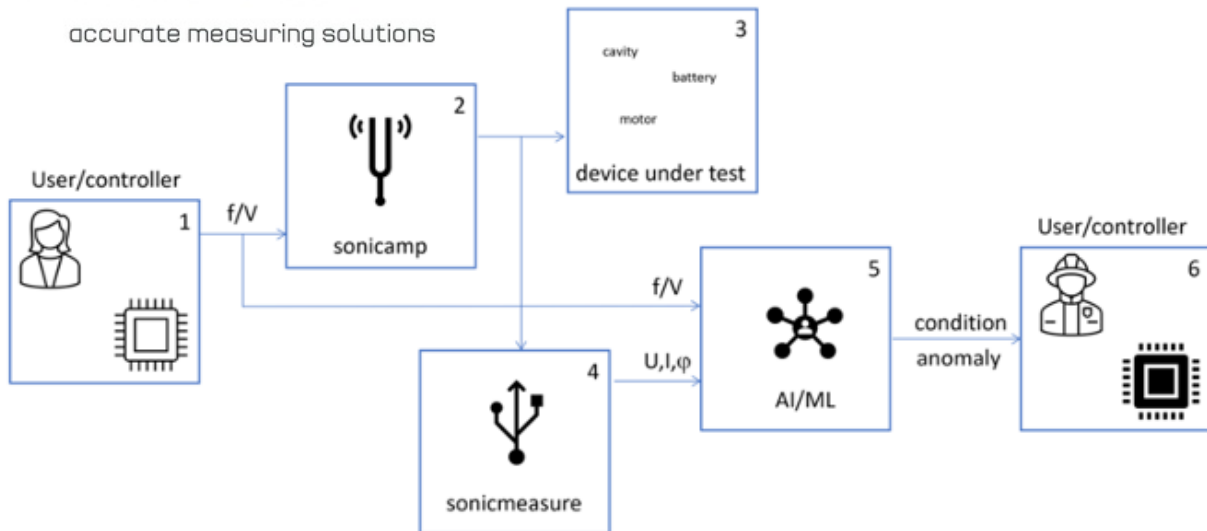 accurate measuring solutions
User/controller
1
f/V
2
sonicamp
3
cavity
battery
motor
device under test
f/V
4
sonicmeasure
U,I,φ
5
AI/ML
condition
anomaly
User/controller
6